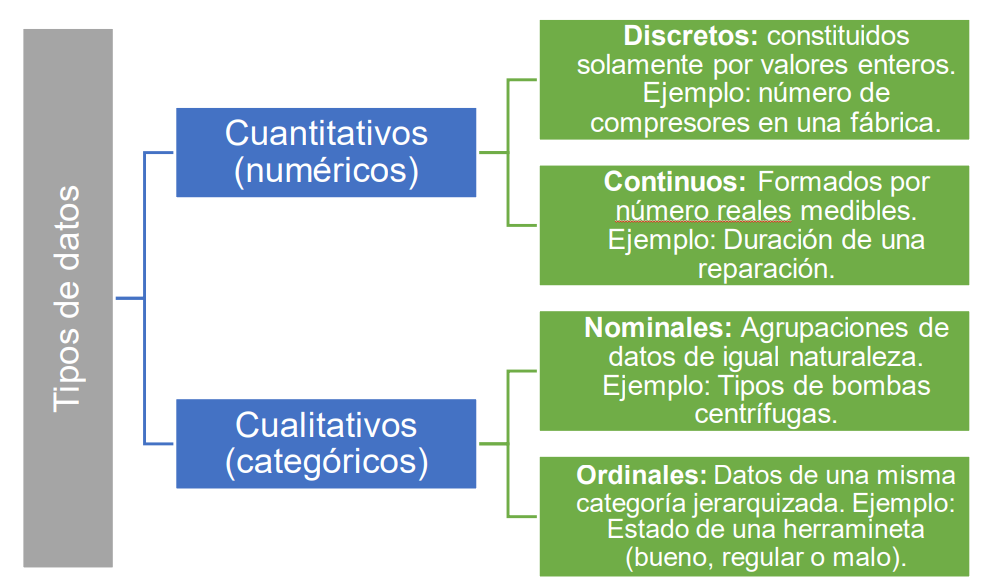 Tipos de datos
Cuantitativos
(numéricos)
Discretos: constituidos
solamente por valores enteros.
Ejemplo: número de
compresores en una fábrica.
Continuos: Formados por
número reales medibles.
Ejemplo: Duración de una
reparación.
Cualitativos
(categóricos)
Nominales: Agrupaciones de
datos de igual naturaleza.
Ejemplo: Tipos de bombas
centrífugas.
Ordinales: Datos de una misma
categoría jerarquizada. Ejemplo:
Estado de una herramineta
(bueno, regular o malo).